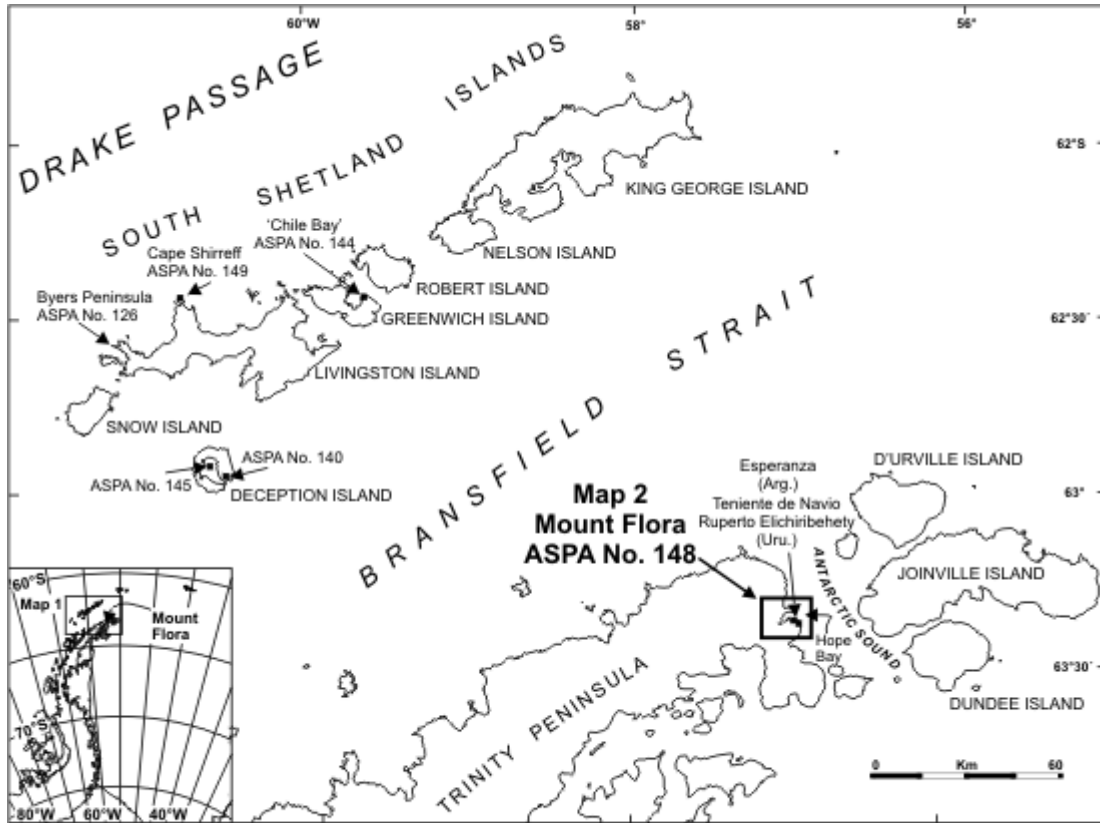 60°W
58°
56°
DRAKE PASSAGE
SOUTH SHETLAND ISLANDS
62°S
KING GEORGE ISLAND
'Chile Bay'
ASPA No. 144
NELSON ISLAND
Cape Shirreff
ASPA No. 149
ROBERT ISLAND
Byers Peninsula
ASPA No. 126
GREENWICH ISLAND
62°30
LIVINGSTON ISLAND
SNOW ISLAND
ASPA No. 140
ASPA No. 145
DECEPTION ISLAND
BRANSFIELD STRAIT
Esperanza
(Arg.)
Teniente de Navio
Ruperto Elichiribehety
(Uru.)
D'URVILLE ISLAND
63°
Map 2
Mount Flora
ASPA No. 148
ANTARCTIC SOUND
JOINVILLE ISLAND
Hope
Bay
63°30
DUNDEE ISLAND
TRINITY PENINSULA
0 Km 60
60°S
Map 1
Mount
Flora
70°S
80°W 60°W 40°W